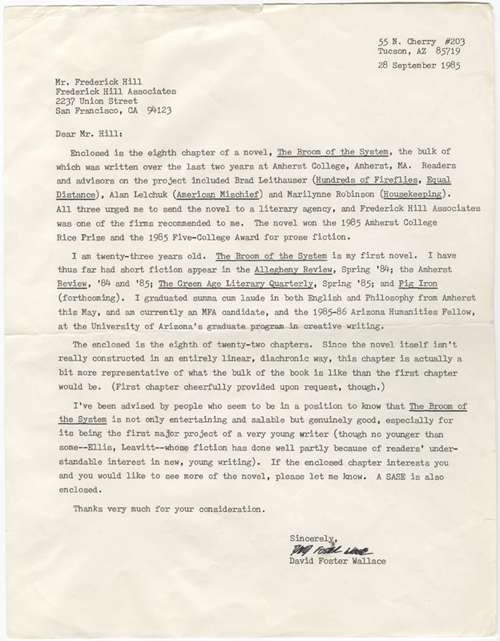 55 N. Cherry #203
Tucson, AZ 85719
28 September 1985
Mr. Frederick Hill
Frederick Hill Associates
2237 Union Street
San Francisco, CA 94123
Dear Mr. Hill:
Enclosed is the eighth chapter of a novel, The Broom of the System, the bulk of
which was written over the last two years at Amherst College, Amherst, MA. Readers
and advisors on the project included Brad Leithauser (Hundreds of Fireflies, Equal
Distance), Alan Lelchuk (American Mischief) and Marilynne Robinson (Housekeeping).
All three urged me to send the novel to a literary agency, and Frederick Hill Associates
was one of the firms recommended to me. The novel won the 1985 Amherst College
Rice Prize and the 1985 Five-College Award for prose fiction.
I am twenty-three years old. The Broom of the System is my first novel. I have
thus far had short fiction appear in the Allegheny Review, Spring '84; the Amherst
Review, '84 and '85; The Green Age Literary Quarterly, Spring '85; and Pig Iron
(forthcoming). I graduated summa cum laude in both English and Philosophy from Amherst
this May, and am currently an MFA candidate, and the 1985-86 Arizona Humanities Fellow,
at the University of Arizona's graduate program in creative writing.
The enclosed is the eighth of twenty-two chapters. Since the novel itself isn't
really constructed in an entirely linear, diachronic way, this chapter is actually a
bit more representative of what the bulk of the book is like than the first chapter
would be. (First chapter cheerfully provided upon request, though.)
I've been advised by people who seem to be in a position to know that The Broom of
the System is not only entertaining and salable but genuinely good, especially for
its being the first major project of a very young writer (though no younger than
some--Ellis, Leavitt--whose fiction has done well partly because of readers' under-
standable interest in new, young writing). If the enclosed chapter interests you
and you would like to see more of the novel, please let me know. A SASE is also
enclosed.
Thanks very much for your consideration.
Sincerely,
David Foster Wallace
David Foster Wallace